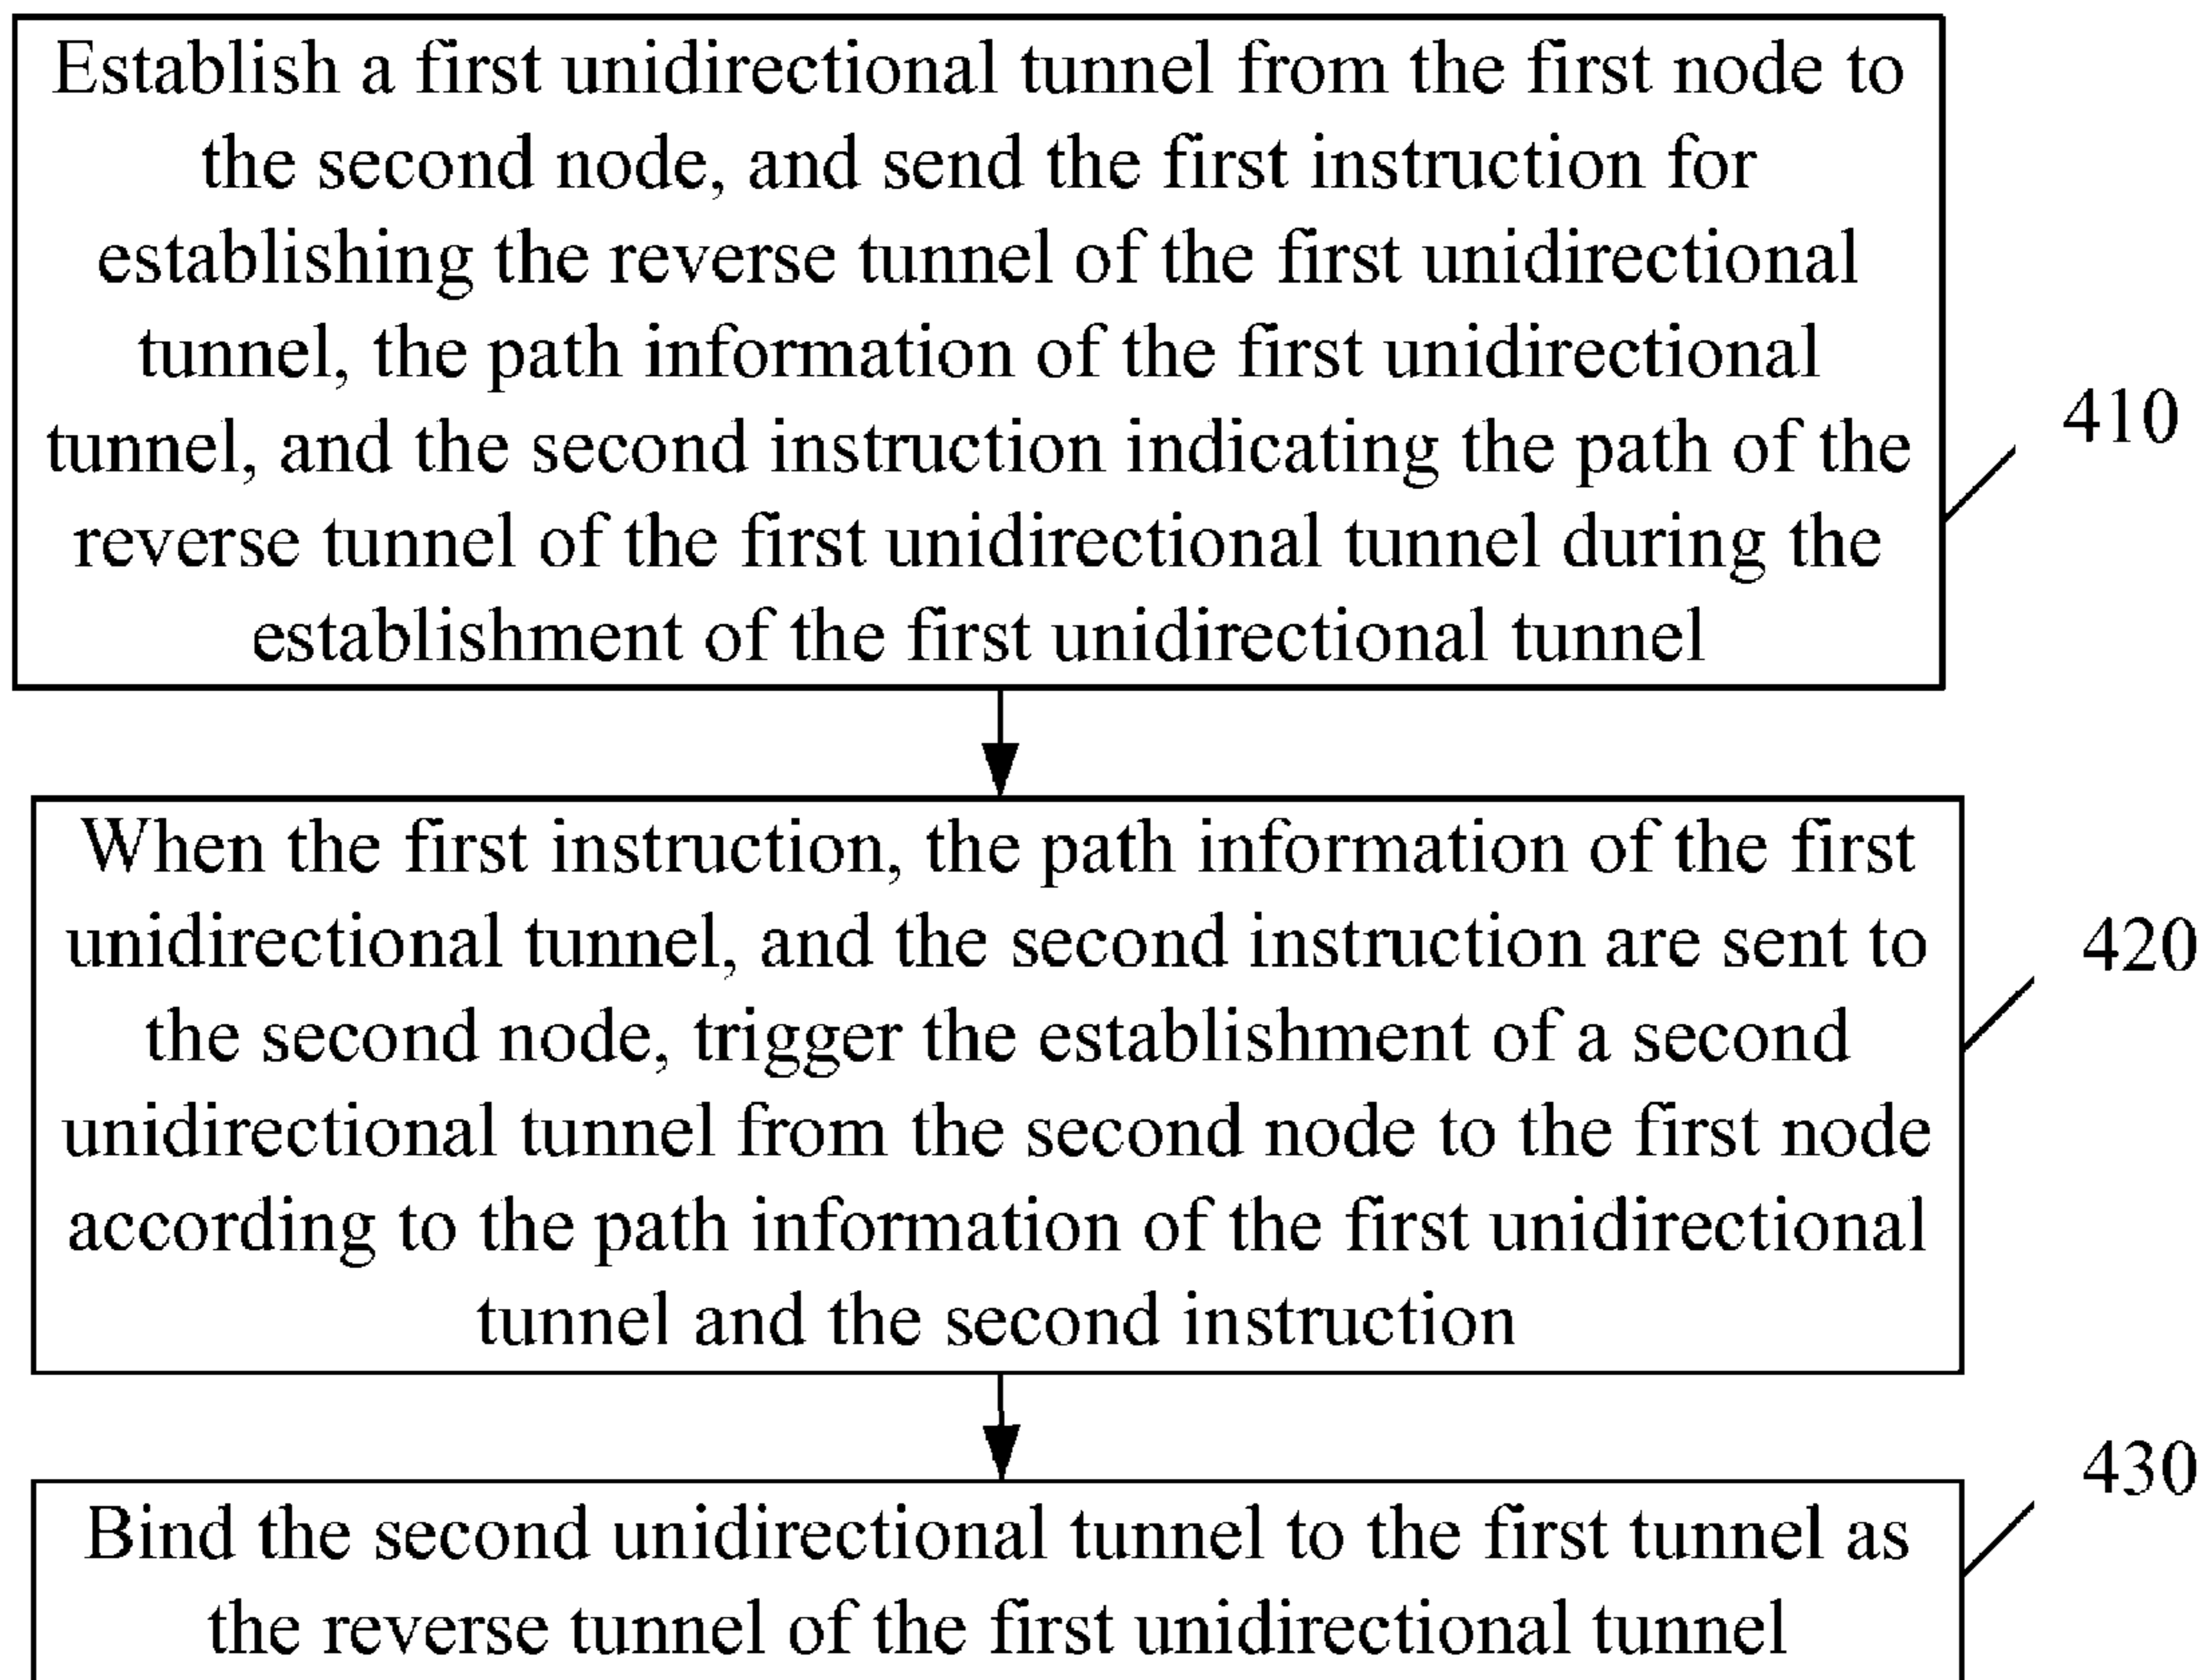 Establish a first unidirectional tunnel from the first node to
the second node, and send the first instruction for
establishing the reverse tunnel of the first unidirectional
tunnel, the path information of the first unidirectional
tunnel, and the second instruction indicating the path of the
reverse tunnel of the first unidirectional tunnel during the
establishment of the first unidirectional tunnel
410
When the first instruction, the path information of the first
unidirectional tunnel, and the second instruction are sent to
the second node, trigger the establishment of a second
unidirectional tunnel from the second node to the first node
according to the path information of the first unidirectional
tunnel and the second instruction
420
Bind the second unidirectional tunnel to the first tunnel as
the reverse tunnel of the first unidirectional tunnel
430